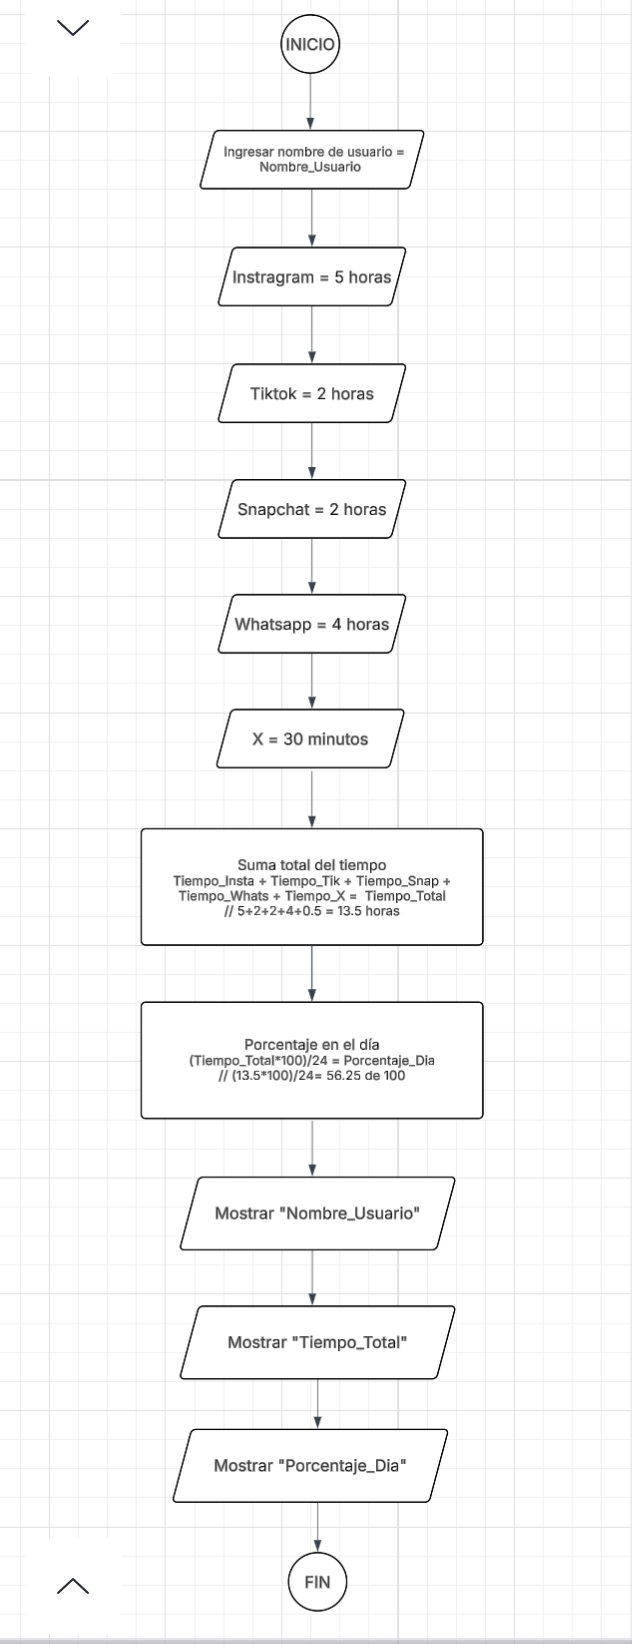 INICIO
Ingresar nombre de usuario =
Nombre_Usuario
Instragram = 5 horas
Tiktok = 2 horas
Snapchat = 2 horas
Whatsapp = 4 horas
X = 30 minutos
Suma total del tiempo
Tiempo_Insta + Tiempo_Tik + Tiempo_Snap +
Tiempo_Whats + Tiempo_X = Tiempo_Total
// 5+2+2+4+0.5 = 13.5 horas
Porcentaje en el día
(Tiempo_Total*100)/24 = Porcentaje_Dia
// (13.5*100)/24= 56.25 de 100
Mostrar "Nombre_Usuario"
Mostrar "Tiempo_Total"
Mostrar "Porcentaje_Dia"
FIN